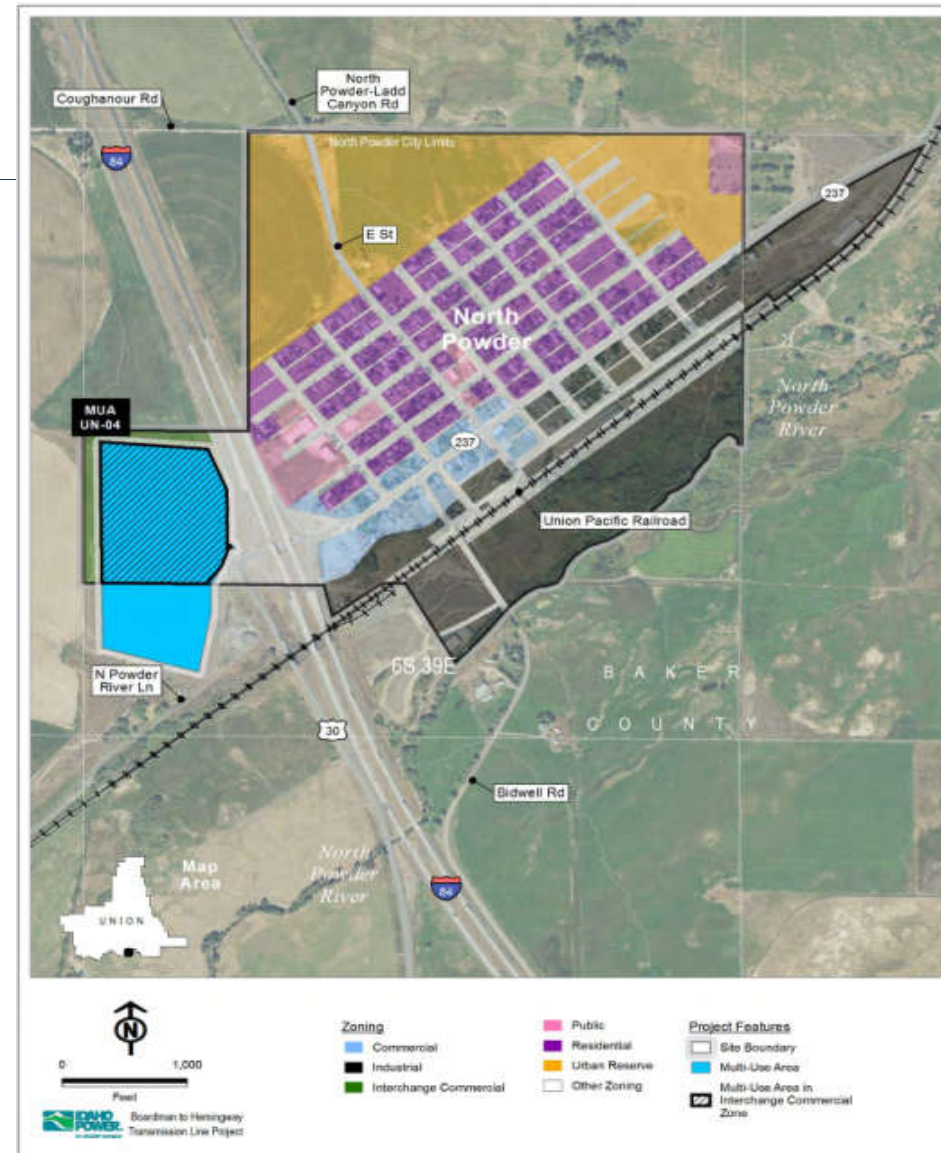 North
Powder-Ladd
Canyon Rd
Coughanour Rd
84
North Powder City Limits
237
E St
North
Powder
North
Powder
River
MUA
UN-04
237
Union Pacific Railroad
6S 39E
BAKER
COUNTY
N Powder
River Ln
30
Bidwell Rd
North
Powder
River
Map
Area
UNION
84
N
0 1,000
Feet
IDAHO
POWER
Boardman to Hemingway
Transmission Line Project
Zoning
Commercial
Industrial
Interchange Commercial
Public
Residential
Urban Reserve
Other Zoning
Project Features
Site Boundary
Multi-Use Area
Multi-Use Area in
Interchange Commercial
Zone